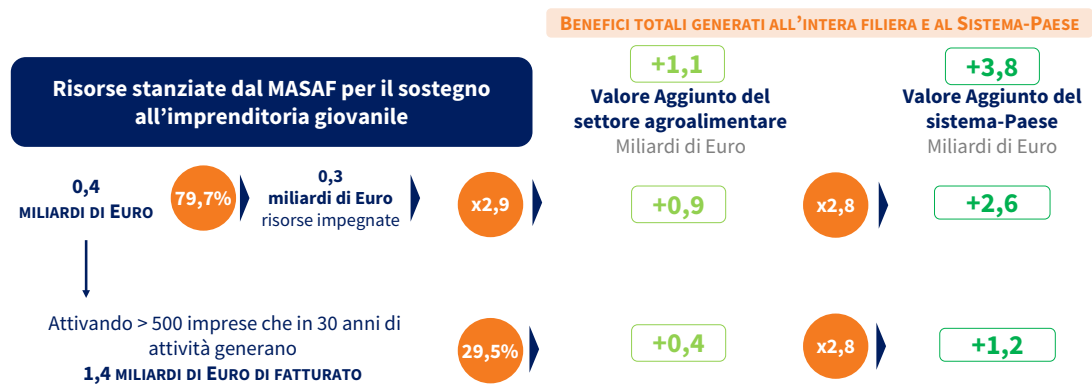 BENEFICI TOTALI GENERATI ALL'INTERA FILIERA E AL SISTEMA-PAESE
Risorse stanziate dal MASAF per il sostegno
all'imprenditoria giovanile
+1,1
Valore Aggiunto del
settore agroalimentare
Miliardi di Euro
+3,8
Valore Aggiunto del
sistema-Paese
Miliardi di Euro
0,4
MILIARDI DI EURO
79,7%
0,3
miliardi di Euro
risorse impegnate
x2,9
+0,9
x2,8
+2,6
Attivando > 500 imprese che in 30 anni di
attività generano
1,4 MILIARDI DI EURO DI FATTURATO
29,5%
+0,4
x2,8
+1,2